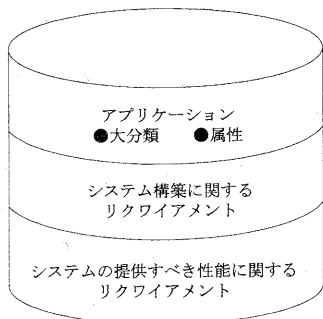 アプリケーション
●大分類 ●属性
システム構築に関する
リクワイアメント
システムの提供すべき性能に関する
リクワイアメント